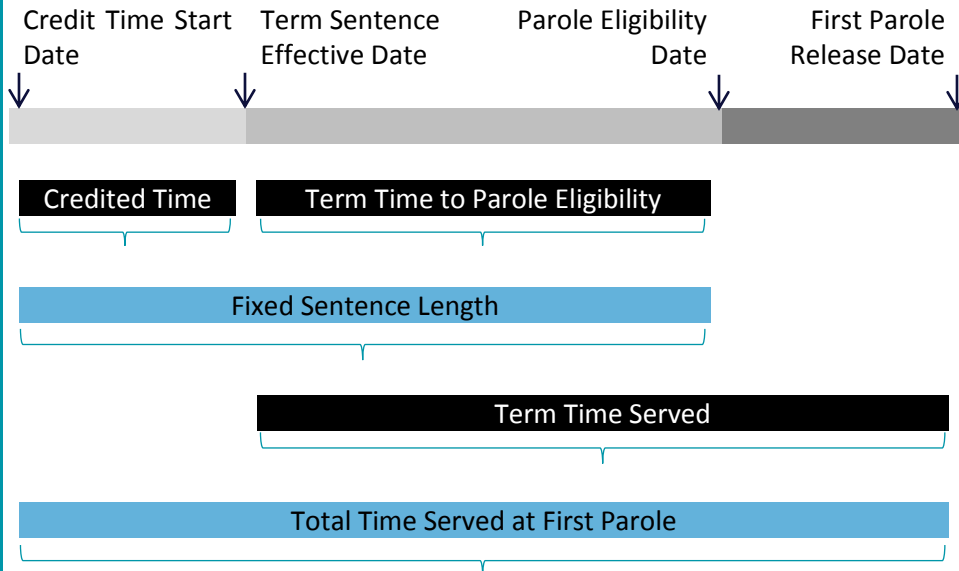 Credit Time Start
Date
Term Sentence
Effective Date
Parole Eligibility
Date
First Parole
Release Date
Credited Time
Term Time to Parole Eligibility
Fixed Sentence Length
Term Time Served
Total Time Served at First Parole